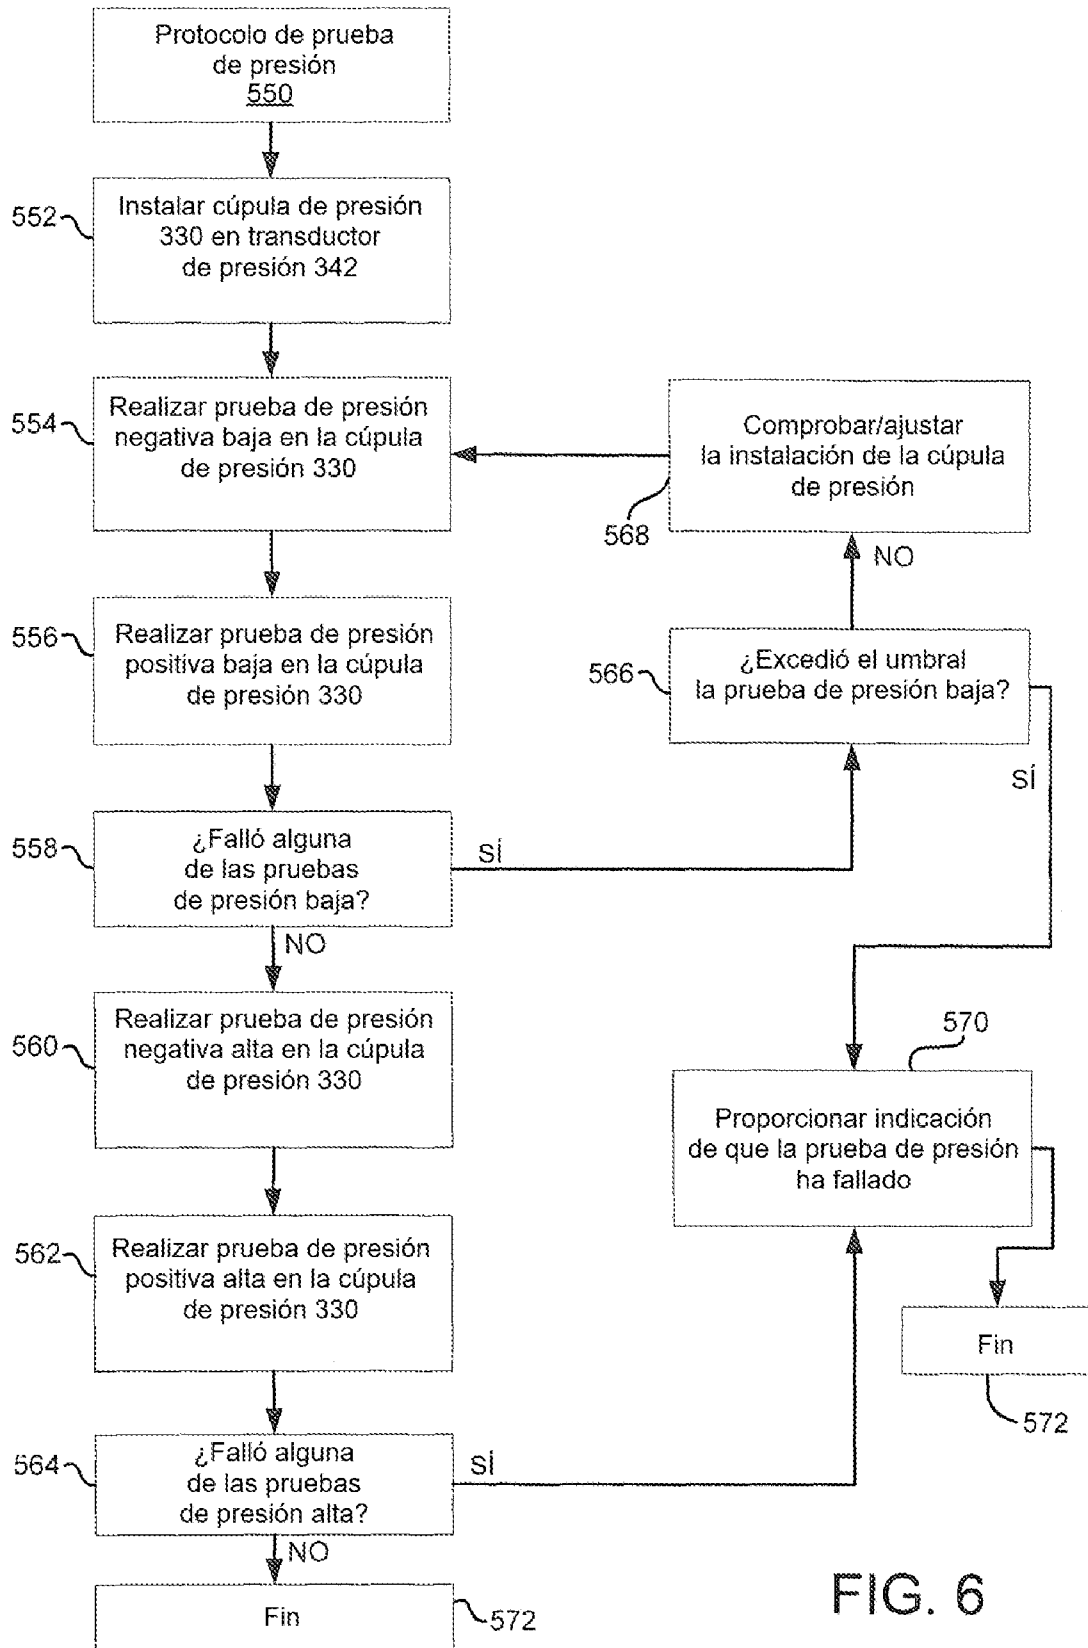 Protocolo de prueba
de presión
550
552
Instalar cúpula de presión
330 en transductor
de presión 342
554
Realizar prueba de presión
negativa baja en la cúpula
de presión 330
Comprobar/ajustar
la instalación de la cúpula
de presión
568
NO
556
Realizar prueba de presión
positiva baja en la cúpula
de presión 330
566
¿Excedió el umbral
la prueba de presión baja?
SÍ
558
¿Falló alguna
de las pruebas
de presión baja?
SÍ
NO
560
Realizar prueba de presión
negativa alta en la cúpula
de presión 330
570
Proporcionar indicación
de que la prueba de presión
ha fallado
562
Realizar prueba de presión
positiva alta en la cúpula
de presión 330
Fin
572
564
¿Falló alguna
de las pruebas
de presión alta?
SÍ
NO
Fin
572
FIG. 6